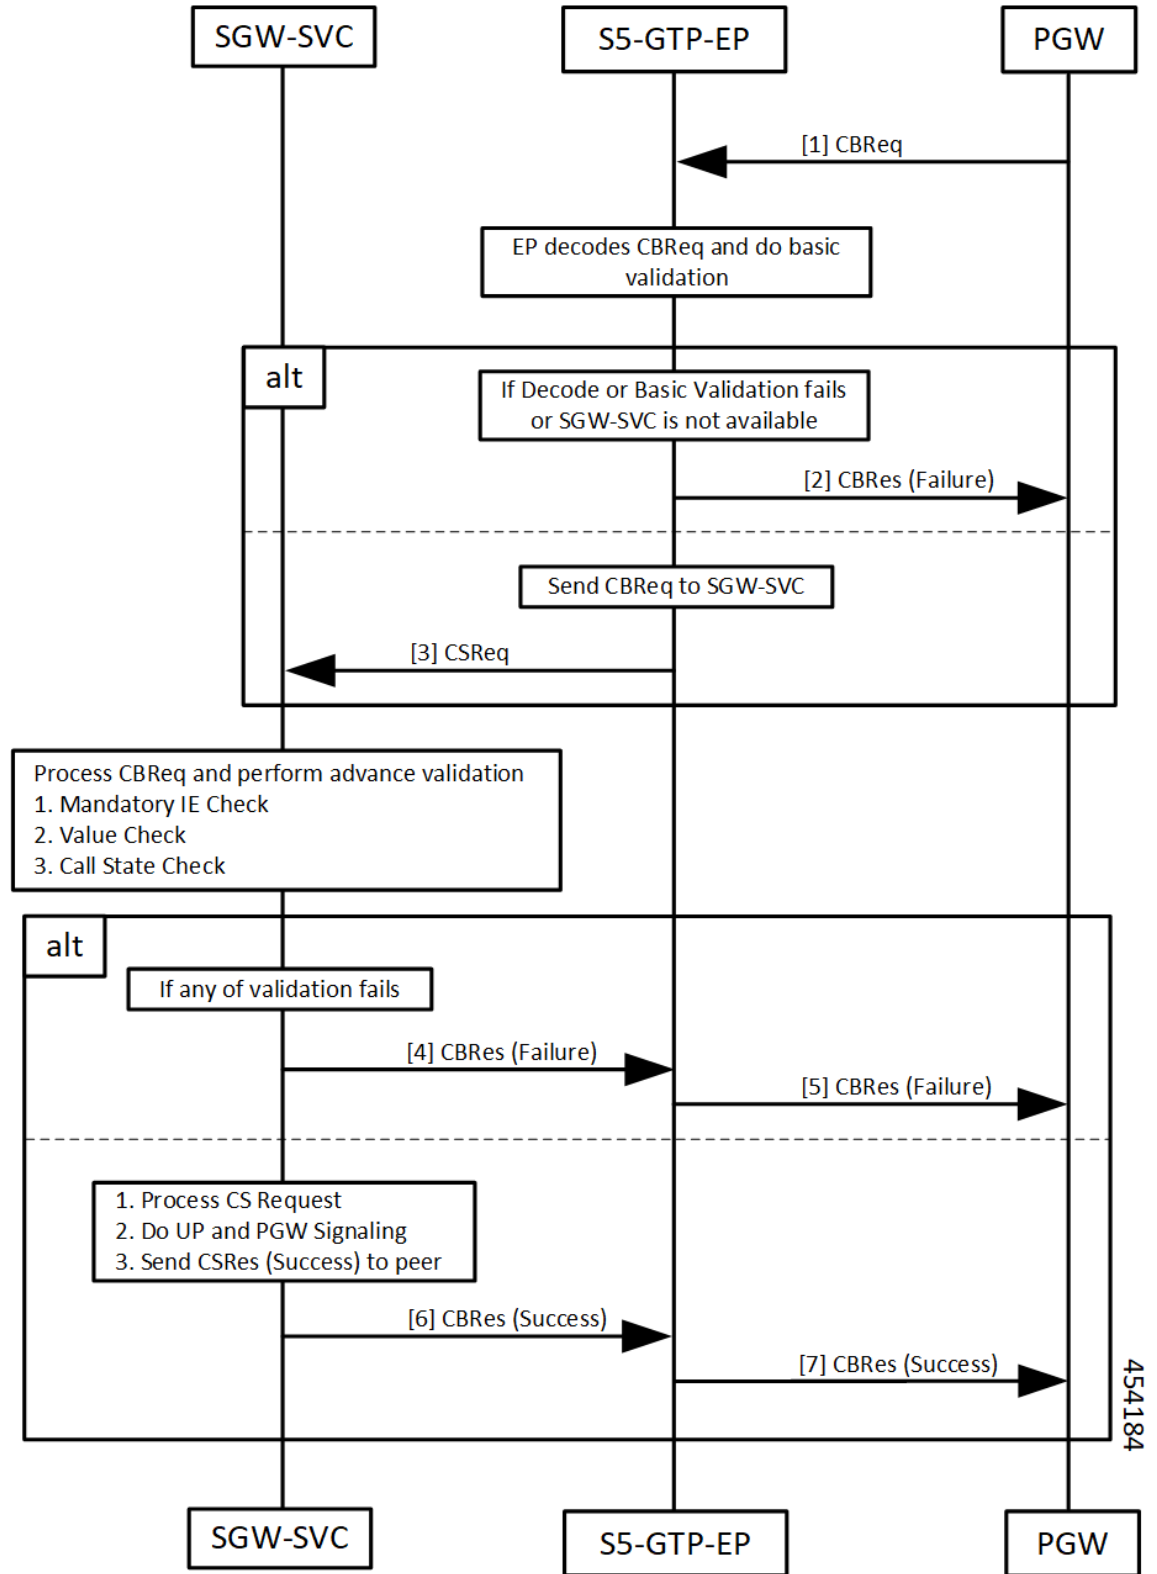 SGW-SVC
S5-GTP-EP
PGW
[1] CBReq
EP decodes CBReq and do basic
validation
alt
If Decode or Basic Validation fails
or SGW-SVC is not available
[2] CBRes (Failure)
Send CBReq to SGW-SVC
[3] CSReq
Process CBReq and perform advance validation
1. Mandatory IE Check
2. Value Check
3. Call State Check
alt
If any of validation fails
[4] CBRes (Failure)
[5] CBRes (Failure)
1. Process CS Request
2. Do UP and PGW Signaling
3. Send CSRes (Success) to peer
[6] CBRes (Success)
[7] CBRes (Success)
454184
SGW-SVC
S5-GTP-EP
PGW